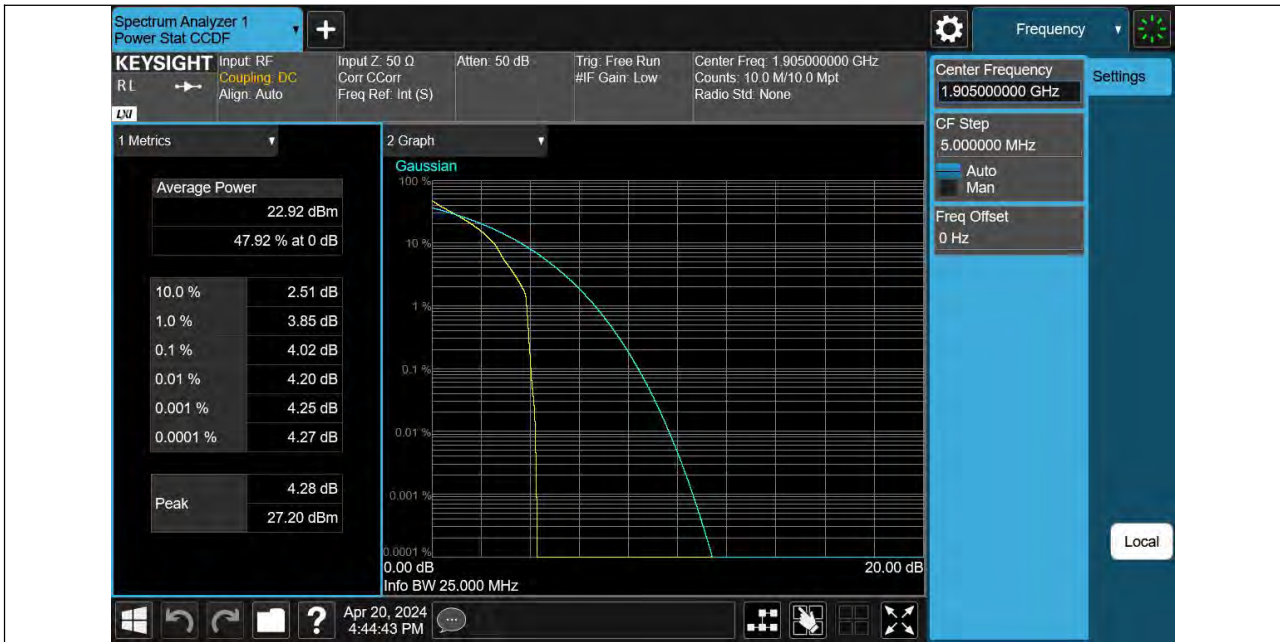 Spectrum Analyzer 1
Power Stat CCDF
Frequency
KEYSIGHT
RL
LXI
Input: RF
Coupling: DC
Align: Auto
Input Z: 50 Ω
Corr CCorr
Freq Ref: Int (S)
Atten: 50 dB
Trig: Free Run
#IF Gain: Low
Center Freq: 1.905000000 GHz
Counts: 10.0 M/10.0 Mpt
Radio Std: None
Center Frequency
1.905000000 GHz
Settings
CF Step
5.000000 MHz
Auto
Man
Freq Offset
0 Hz
1 Metrics
Average Power
22.92 dBm
47.92 % at 0 dB
10.0 % 2.51 dB
1.0 % 3.85 dB
0.1 % 4.02 dB
0.01 % 4.20 dB
0.001 % 4.25 dB
0.0001 % 4.27 dB
Peak
4.28 dB
27.20 dBm
2 Graph
Gaussian
100 %
10 %
1 %
0.1 %
0.01 %
0.001 %
0.0001 %
0.00 dB 20.00 dB
Info BW 25.000 MHz
Local
?
Apr 20, 2024
4:44:43 PM